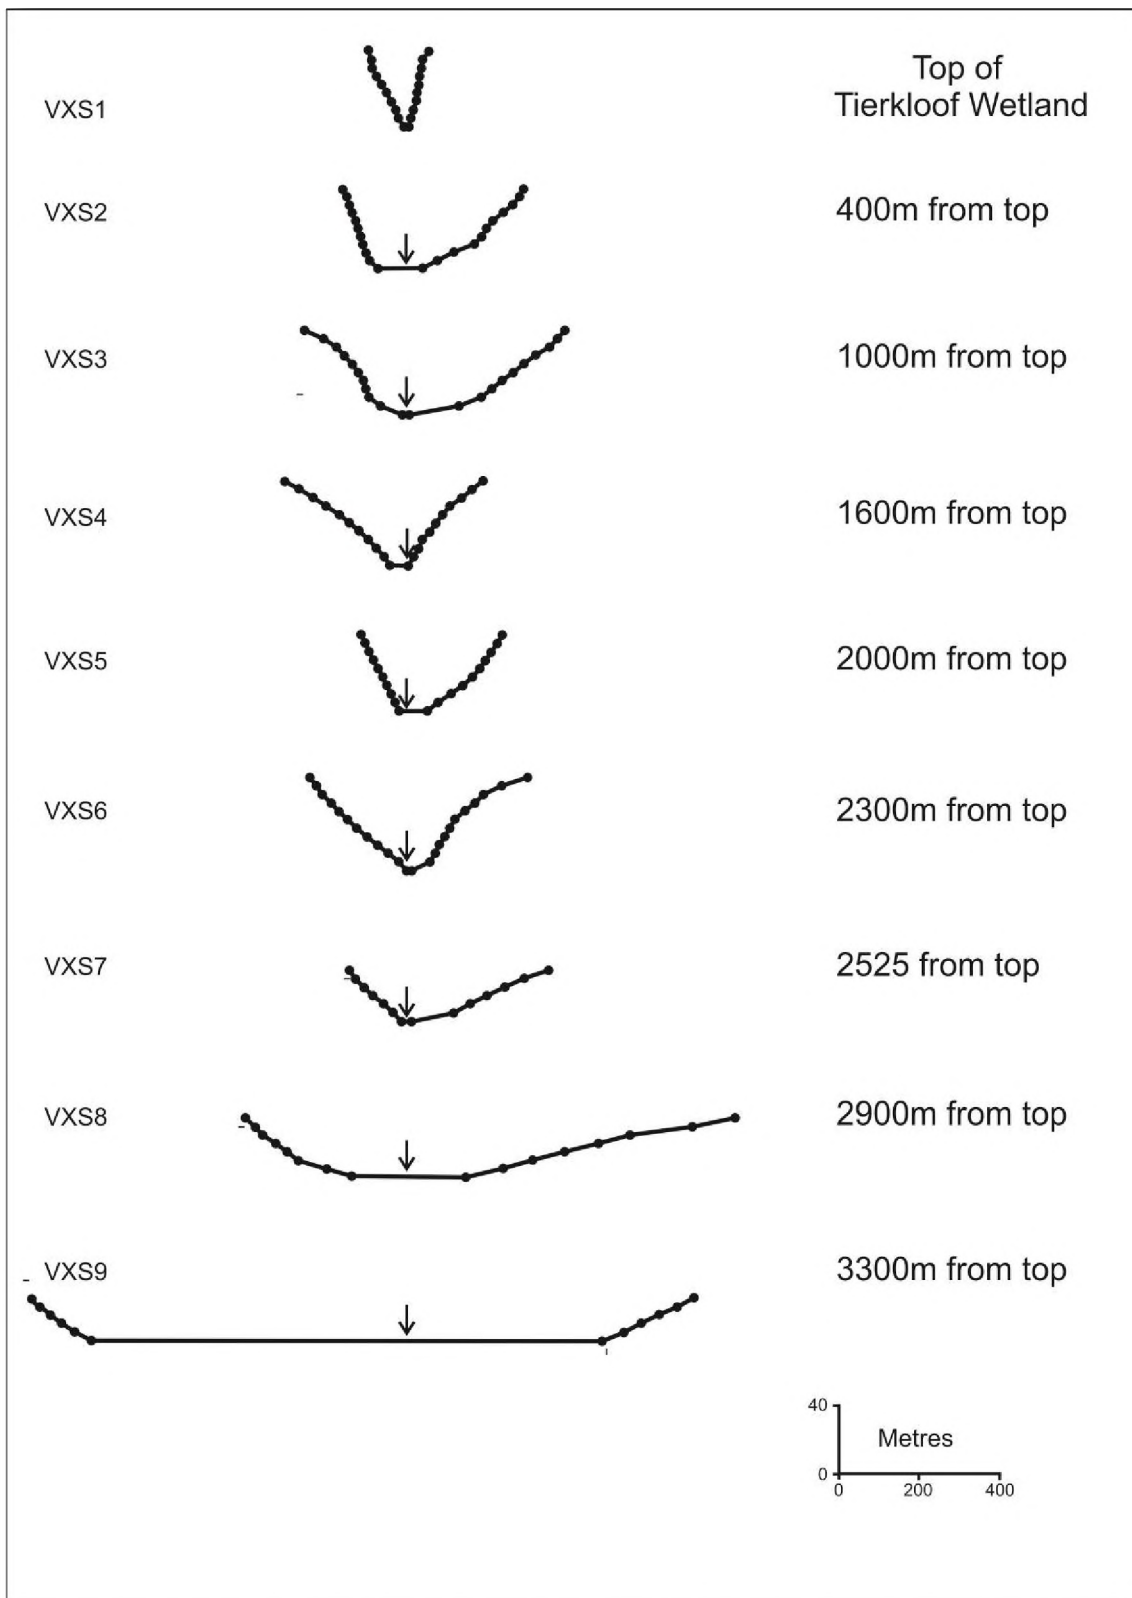 Top of
Tierkloof Wetland
VXS1
VXS2
400m from top
VXS3
1000m from top
VXS4
1600m from top
VXS5
2000m from top
VXS6
2300m from top
VXS7
2525 from top
VXS8
2900m from top
VXS9
3300m from top
40
Metres
0
0 200 400